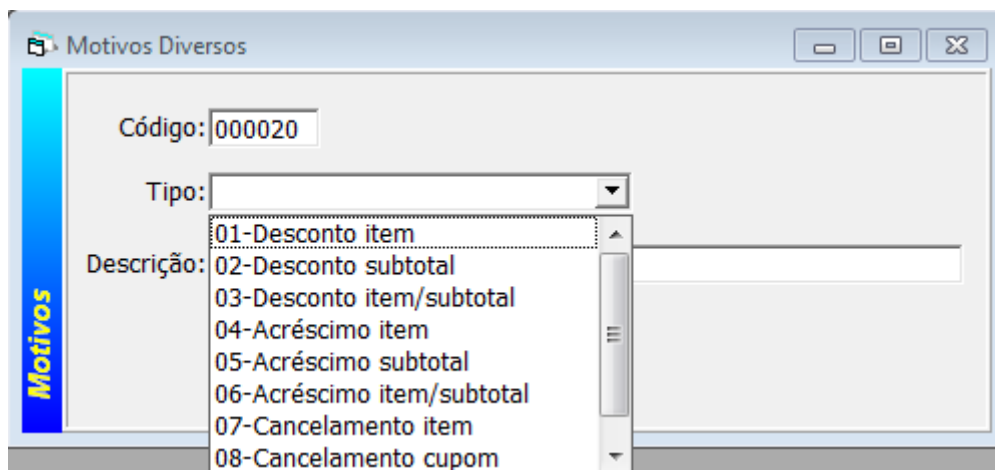 Motivos Diversos
Código: 000020
Tipo:
01-Desconto item
Descrição: 02-Desconto subtotal
03-Desconto item/subtotal
04-Acréscimo item
05-Acréscimo subtotal
06-Acréscimo item/subtotal
07-Cancelamento item
08-Cancelamento cupom
Motivos